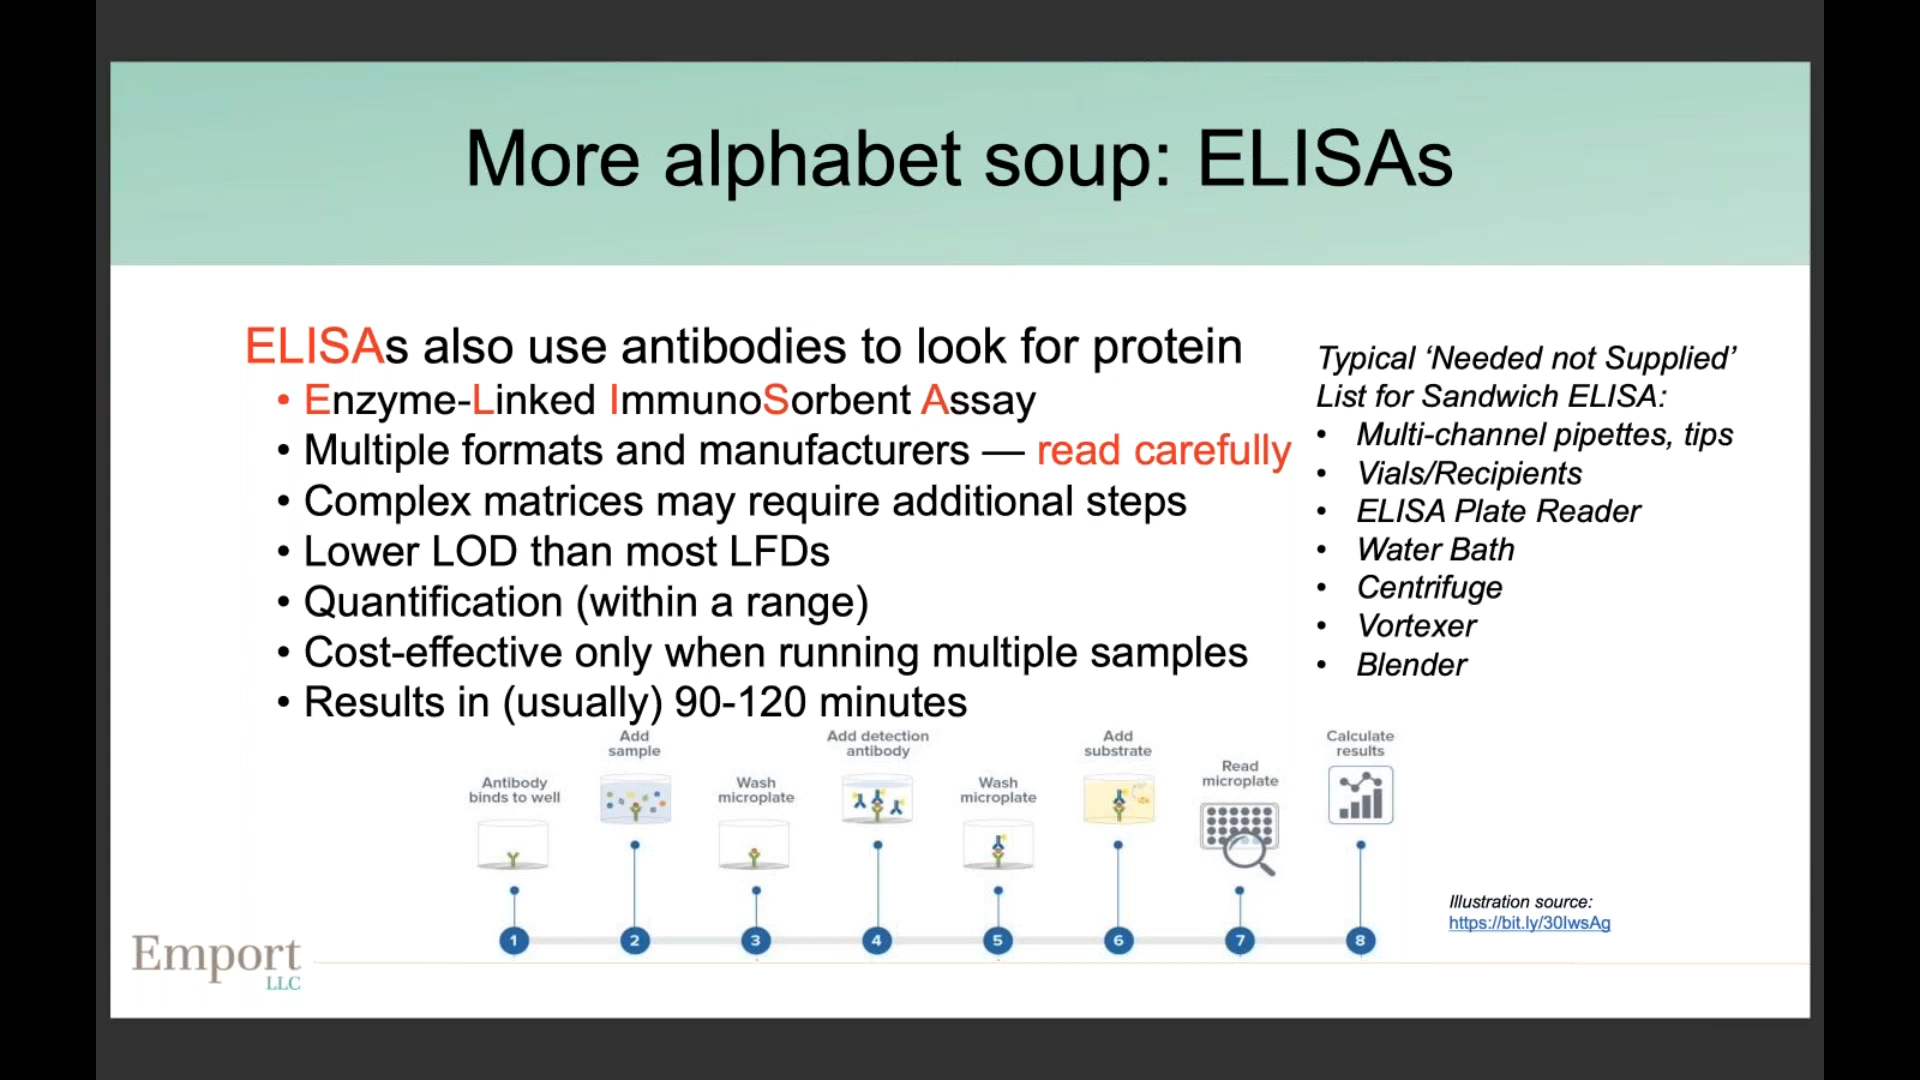 More alphabet soup: ELISAs
ELISAs also use antibodies to look for protein
• Enzyme-Linked ImmunoSorbent Assay
• Multiple formats and manufacturers — read carefully
• Complex matrices may require additional steps
• Lower LOD than most LFDs
• Quantification (within a range)
• Cost-effective only when running multiple samples
• Results in (usually) 90-120 minutes
Typical ‘Needed not Supplied’
List for Sandwich ELISA:
• Multi-channel pipettes, tips
• Vials/Recipients
• ELISA Plate Reader
• Water Bath
• Centrifuge
• Vortexer
• Blender
Antibody
binds to well
Add
sample
Wash
microplate
Add detection
antibody
Wash
microplate
Add
substrate
Read
microplate
Calculate
results
1 2 3 4 5 6 7 8
Illustration source:
https://bit.ly/30IwsAg
Emport
LLC